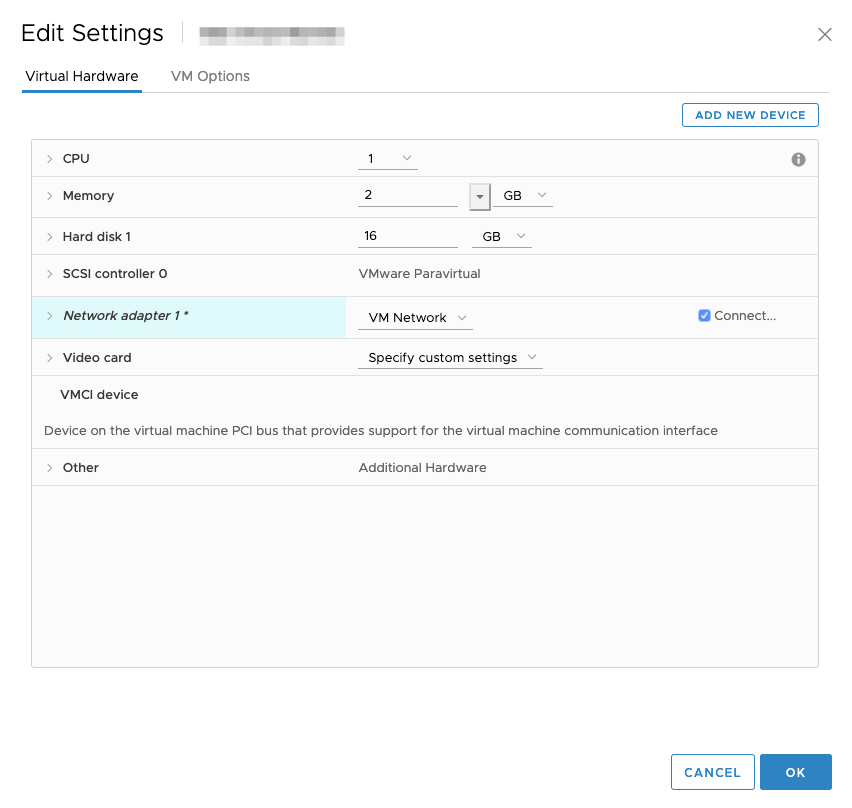 Edit Settings
Virtual Hardware VM Options
ADD NEW DEVICE
CPU 1
Memory 2 GB
Hard disk 1 16 GB
SCSI controller 0 VMware Paravirtual
Network adapter 1 * VM Network Connect...
Video card Specify custom settings
VMCI device
Device on the virtual machine PCI bus that provides support for the virtual machine communication interface
Other Additional Hardware
CANCEL OK